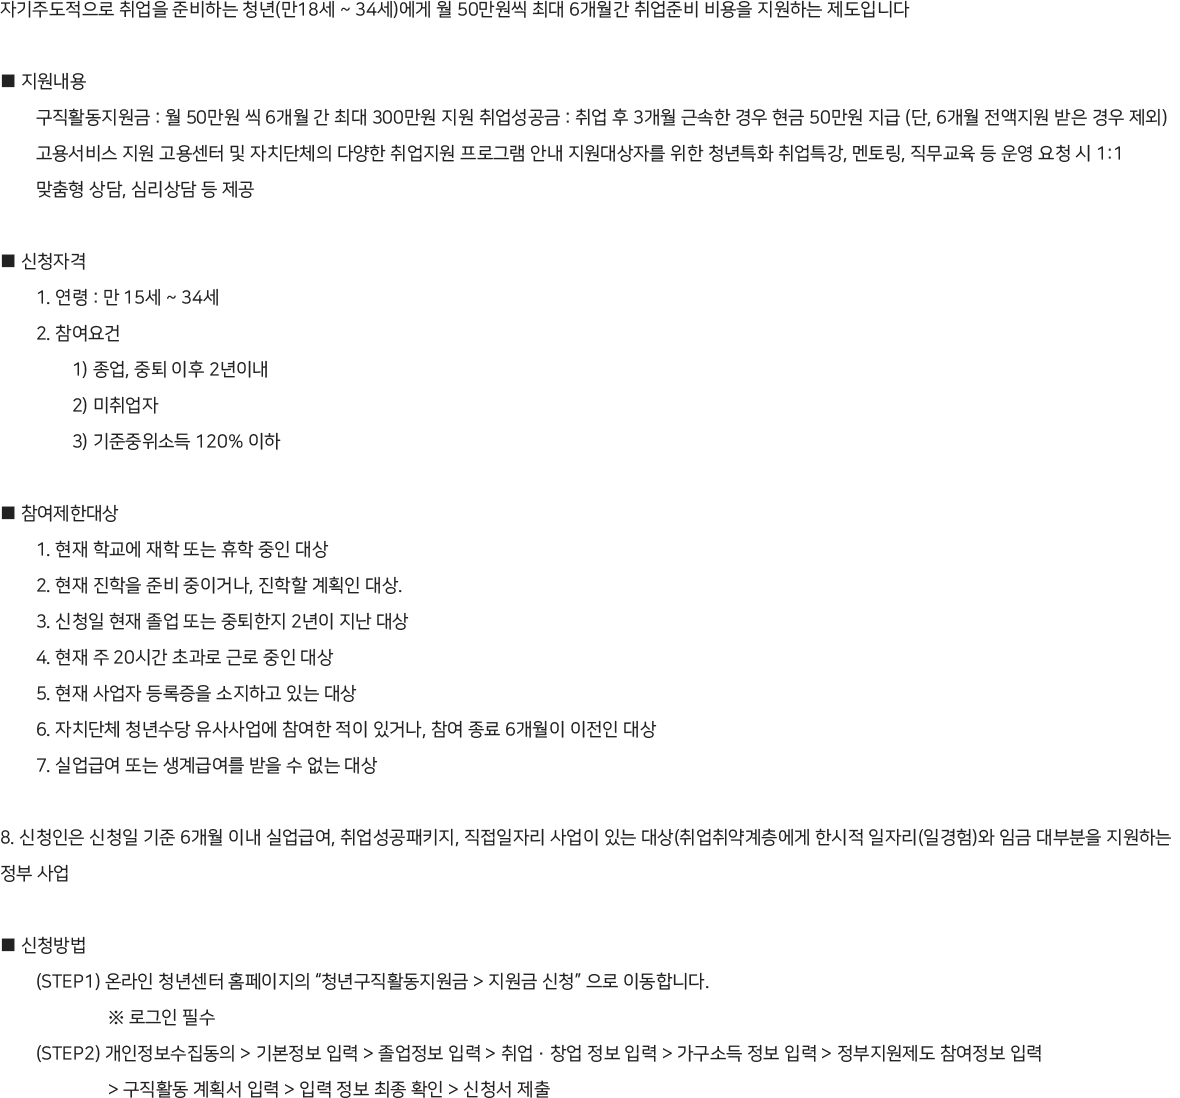 자기주도적으로 취업을 준비하는 청년(만18세 ~ 34세)에게 월 50만원씩 최대 6개월간 취업준비 비용을 지원하는 제도입니다
■ 지원내용
구직활동지원금 : 월 50만원 씩 6개월 간 최대 300만원 지원 취업성공금 : 취업 후 3개월 근속한 경우 현금 50만원 지급 (단, 6개월 전액지원 받은 경우 제외)
고용서비스 지원 고용센터 및 자치단체의 다양한 취업지원 프로그램 안내 지원대상자를 위한 청년특화 취업특강, 멘토링, 직무교육 등 운영 요청 시 1:1
맞춤형 상담, 심리상담 등 제공
■ 신청자격
1. 연령 : 만 15세 ~ 34세
2. 참여요건
1) 종업, 중퇴 이후 2년이내
2) 미취업자
3) 기준중위소득 120% 이하
■ 참여제한대상
1. 현재 학교에 재학 또는 휴학 중인 대상
2. 현재 진학을 준비 중이거나, 진학할 계획인 대상.
3. 신청일 현재 졸업 또는 중퇴한지 2년이 지난 대상
4. 현재 주 20시간 초과로 근로 중인 대상
5. 현재 사업자 등록증을 소지하고 있는 대상
6. 자치단체 청년수당 유사사업에 참여한 적이 있거나, 참여 종료 6개월이 이전인 대상
7. 실업급여 또는 생계급여를 받을 수 없는 대상
8. 신청인은 신청일 기준 6개월 이내 실업급여, 취업성공패키지, 직접일자리 사업이 있는 대상(취업취약계층에게 한시적 일자리(일경험)와 임금 대부분을 지원하는
정부 사업
■ 신청방법
(STEP1) 온라인 청년센터 홈페이지의 “청년구직활동지원금 > 지원금 신청” 으로 이동합니다.
※ 로그인 필수
(STEP2) 개인정보수집동의 > 기본정보 입력 > 졸업정보 입력 > 취업 · 창업 정보 입력 > 가구소득 정보 입력 > 정부지원제도 참여정보 입력
> 구직활동 계획서 입력 > 입력 정보 최종 확인 > 신청서 제출